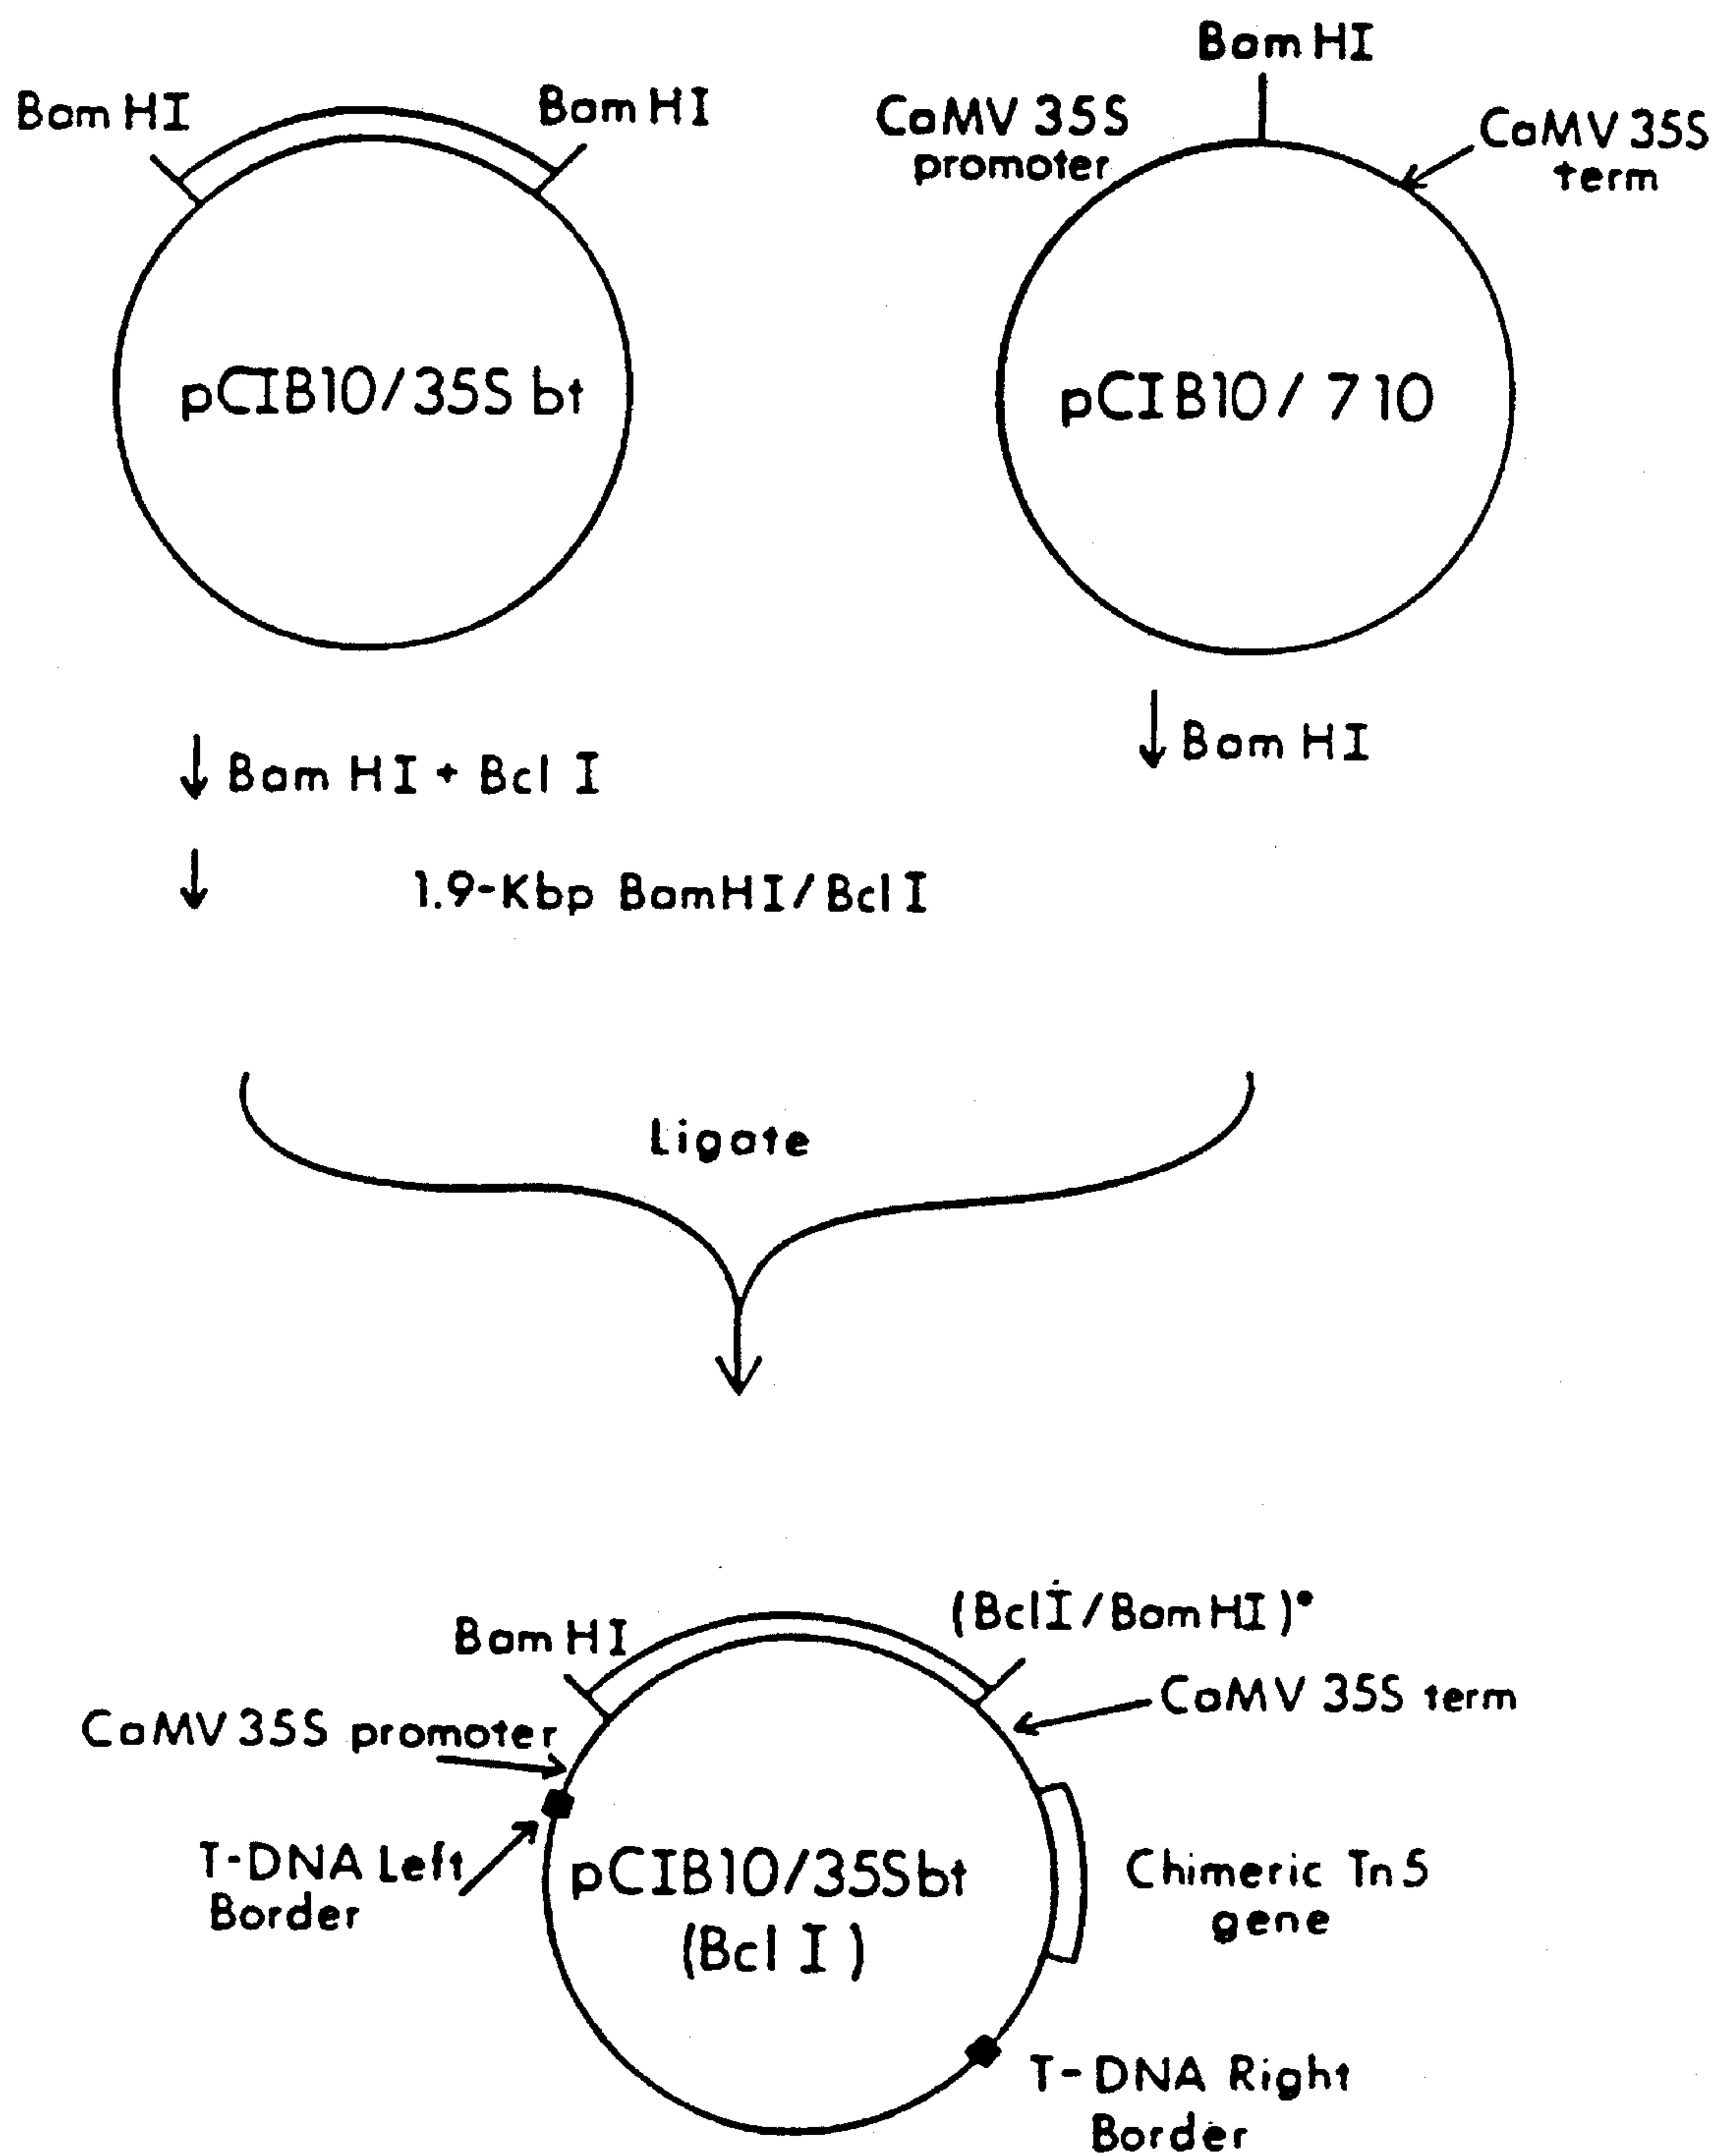 Bam HI
Bam HI
Bam HI
CaMV 35S
promoter
CaMV 35S
term
pCIB10/35S bt
pCIB10/710
Bam HI + Bcl I
Bam HI
1.9-Kbp BamHI/Bcl I
Ligate
Bam HI
(BclI/Bam HI)•
CaMV 35S promoter
CaMV 35S term
T-DNA Left
Border
pCIB10/35Sbt
(Bcl I)
Chimeric Tn5
gene
T-DNA Right
Border